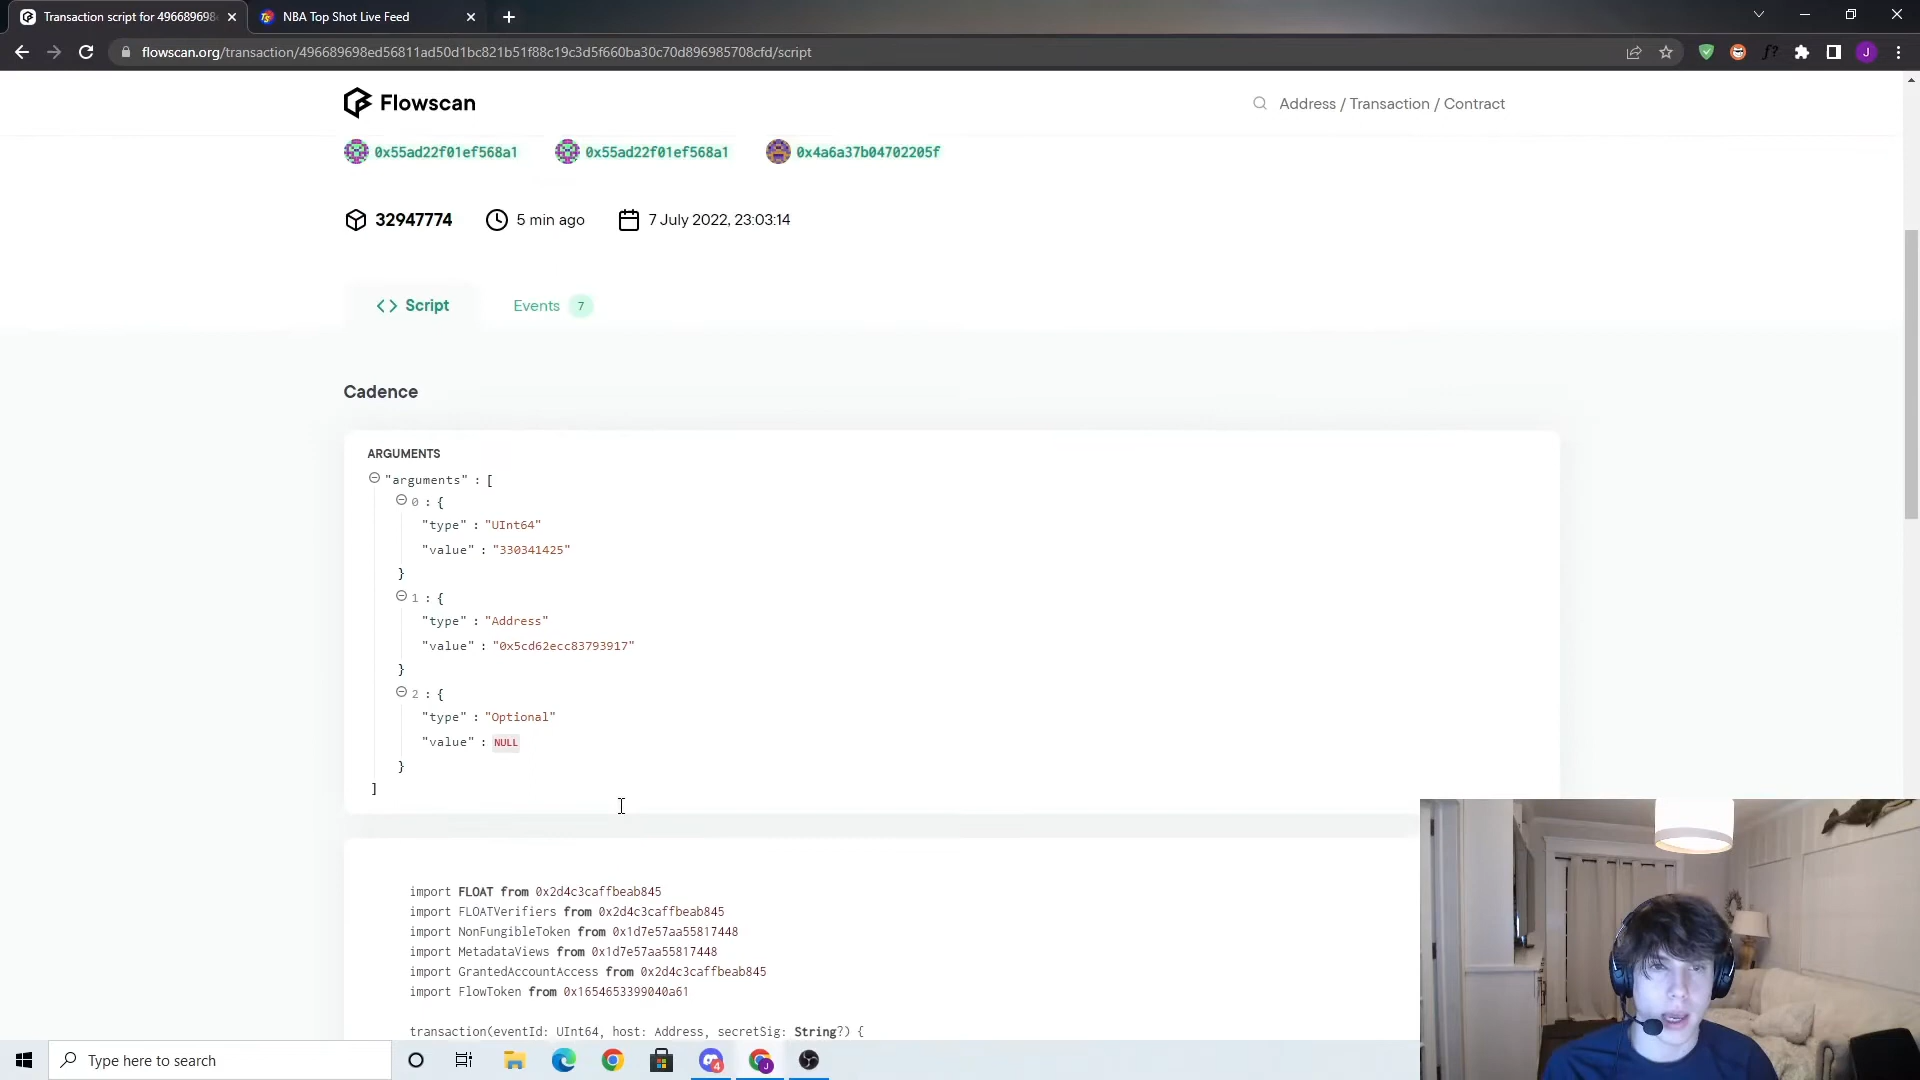 Transaction script for 496689698
NBA Top Shot Live Feed
flowscan.org/transaction/496689698ed56811ad50d1bc821b51f88c19c3d5f660ba30c70d896985708cfd/script
f?
J
Flowscan
Address / Transaction / Contract
0x55ad22f01ef568a1 0x55ad22f01ef568a1 0x4a6a37b04702205f
32947774 5 min ago 7 July 2022, 23:03:14
<> Script Events 7
Cadence
ARGUMENTS
"arguments" : [
0 : {
"type" : "UInt64"
"value" : "330341425"
}
1 : {
"type" : "Address"
"value" : "0x5cd62ecc83793917"
}
2 : {
"type" : "Optional"
"value" : NULL
}
]
import FLOAT from 0x2d4c3caffbeab845
import FLOATVerifiers from 0x2d4c3caffbeab845
import NonFungibleToken from 0x1d7e57aa55817448
import MetadataViews from 0x1d7e57aa55817448
import GrantedAccountAccess from 0x2d4c3caffbeab845
import FlowToken from 0x1654653399040a61
transaction(eventId: UInt64, host: Address, secretSig: String?) {
Type here to search
4
J